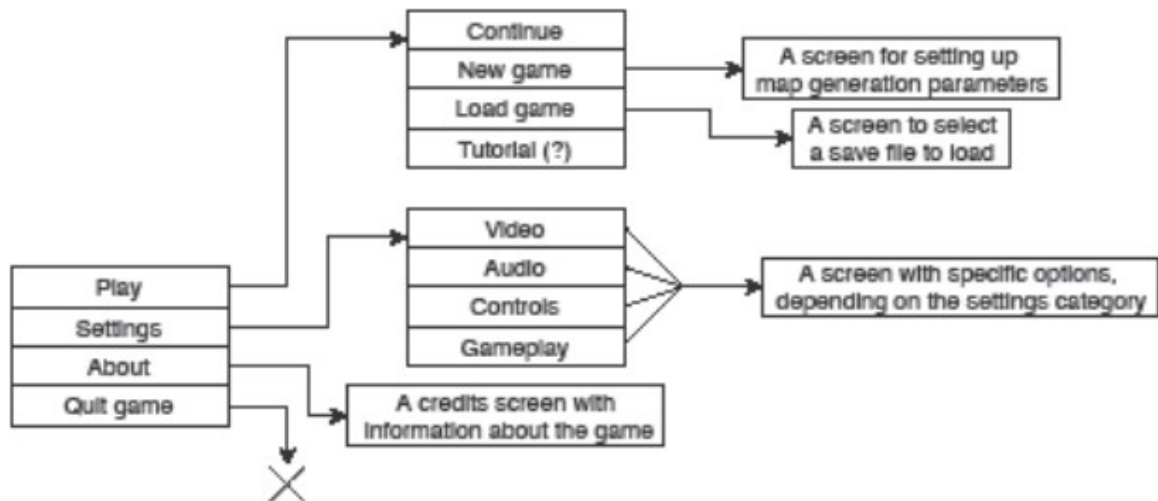 Continue
New game
Load game
Tutorial (?)
A screen for setting up
map generation parameters
A screen to select
a save file to load
Video
Audio
Controls
Gameplay
A screen with specific options,
depending on the settings category
Play
Settings
About
Quit game
A credits screen with
information about the game